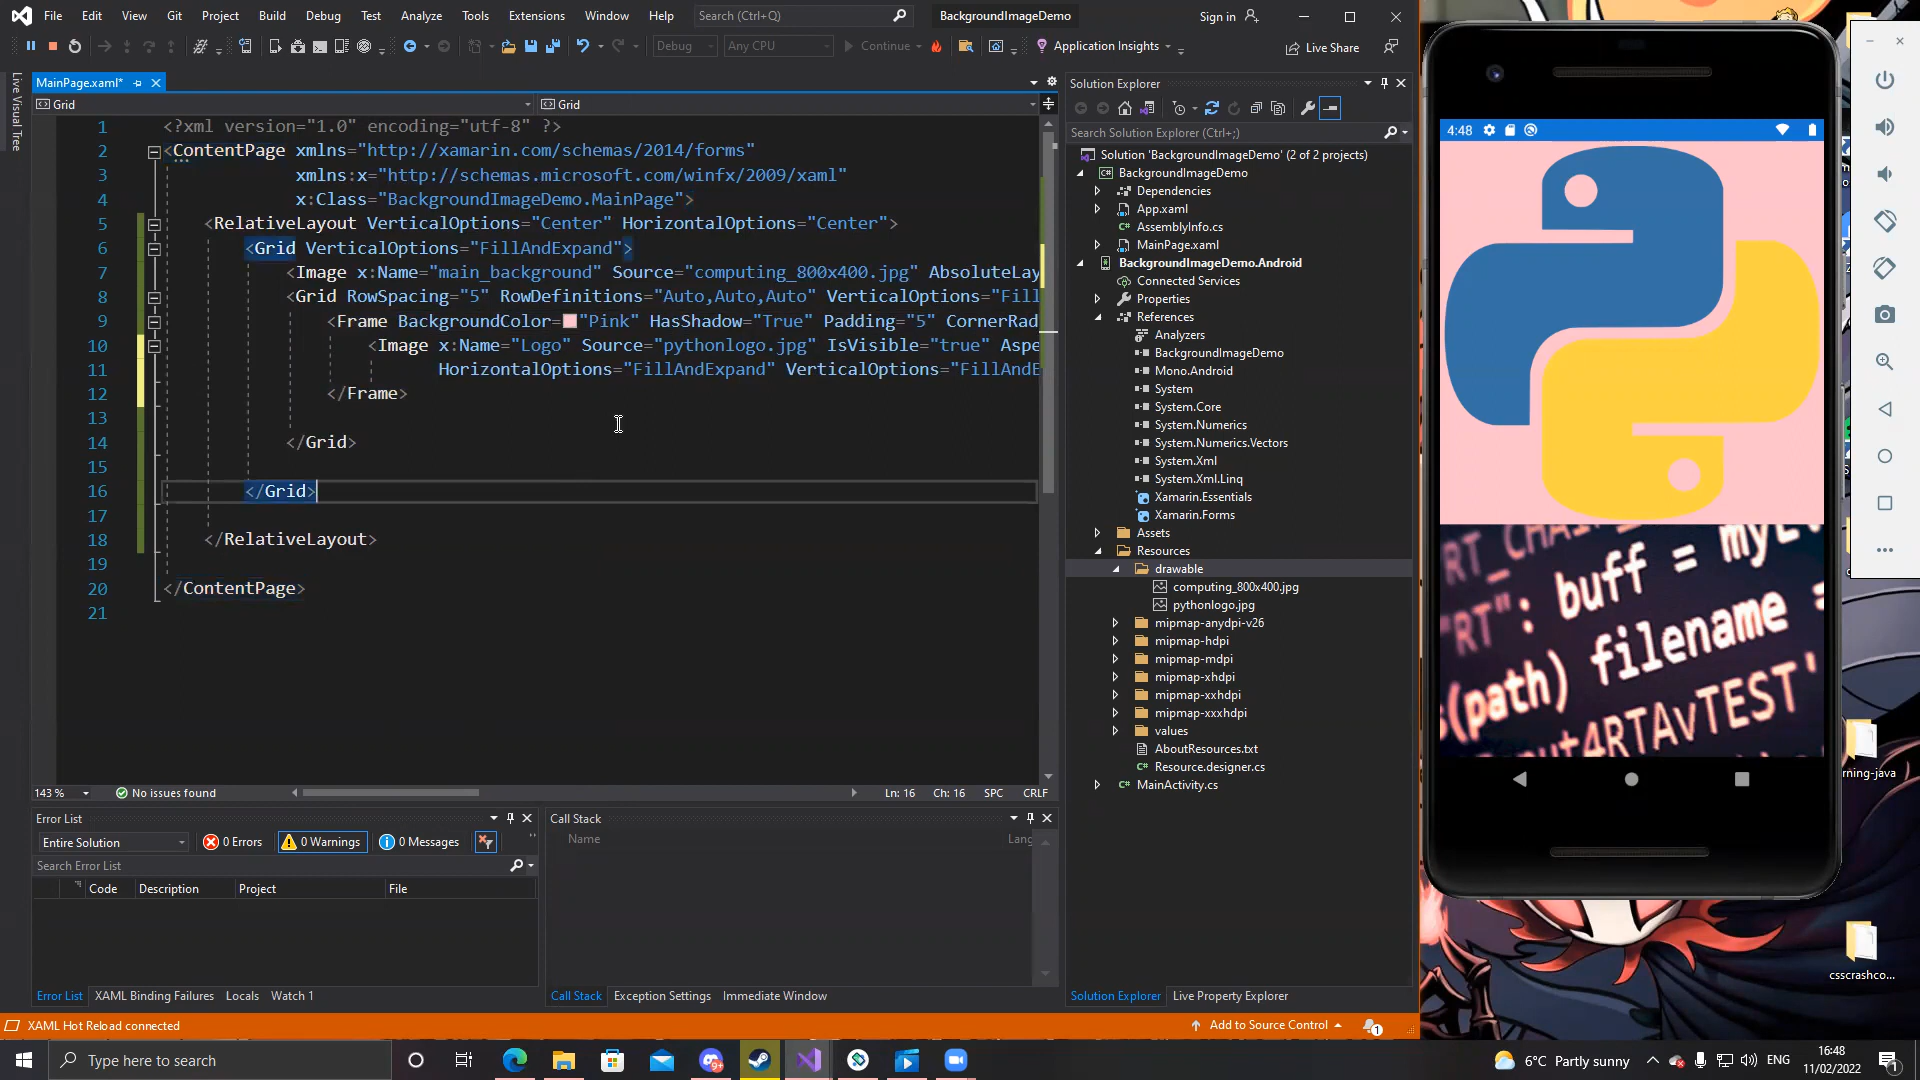 File Edit View Git Project Build Debug Test Analyze Tools Extensions Window Help Search (Ctrl+Q) BackgroundImageDemo Sign in
Debug Any CPU Continue Application Insights Live Share
Live Visual Tree
MainPage.xaml*
Grid Grid
1 <?xml version="1.0" encoding="utf-8" ?>
2 <ContentPage xmlns="http://xamarin.com/schemas/2014/forms"
3 xmlns:x="http://schemas.microsoft.com/winfx/2009/xaml"
4 x:Class="BackgroundImageDemo.MainPage">
5 <RelativeLayout VerticalOptions="Center" HorizontalOptions="Center">
6 <Grid VerticalOptions="FillAndExpand">
7 <Image x:Name="main_background" Source="computing_800x400.jpg" AbsoluteLay
8 <Grid RowSpacing="5" RowDefinitions="Auto,Auto,Auto" VerticalOptions="Fill
9 <Frame BackgroundColor="Pink" HasShadow="True" Padding="5" CornerRad
10 <Image x:Name="Logo" Source="pythonlogo.jpg" IsVisible="true" Aspe
11 HorizontalOptions="FillAndExpand" VerticalOptions="FillAndE
12 </Frame>
13
14 </Grid>
15
16 </Grid>
17
18 </RelativeLayout>
19
20 </ContentPage>
21
143 % No issues found Ln: 16 Ch: 16 SPC CRLF
Error List
Entire Solution 0 Errors 0 Warnings 0 Messages
Search Error List
Code Description Project File
Error List XAML Binding Failures Locals Watch 1
Call Stack
Name Lang
Call Stack Exception Settings Immediate Window
Solution Explorer
Search Solution Explorer (Ctrl+;)
Solution 'BackgroundImageDemo' (2 of 2 projects)
BackgroundImageDemo
Dependencies
App.xaml
AssemblyInfo.cs
MainPage.xaml
BackgroundImageDemo.Android
Connected Services
Properties
References
Analyzers
BackgroundImageDemo
Mono.Android
System
System.Core
System.Numerics
System.Numerics.Vectors
System.Xml
System.Xml.Linq
Xamarin.Essentials
Xamarin.Forms
Assets
Resources
drawable
computing_800x400.jpg
pythonlogo.jpg
mipmap-anydpi-v26
mipmap-hdpi
mipmap-mdpi
mipmap-xhdpi
mipmap-xxhdpi
mipmap-xxxhdpi
values
AboutResources.txt
Resource.designer.cs
MainActivity.cs
Solution Explorer Live Property Explorer
XAML Hot Reload connected Add to Source Control 1
4:48
buff =
filename =
(path)
rning-java
csscrashco...
Type here to search 6°C Partly sunny ENG 16:48
11/02/2022